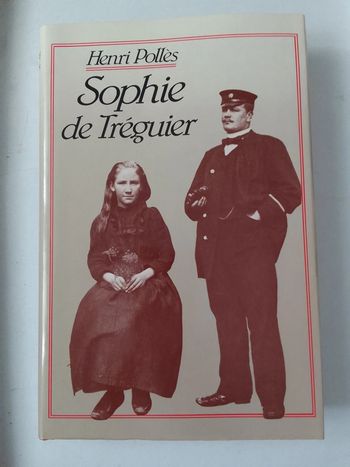 Henri Pollès
Sophie
de Tréguier